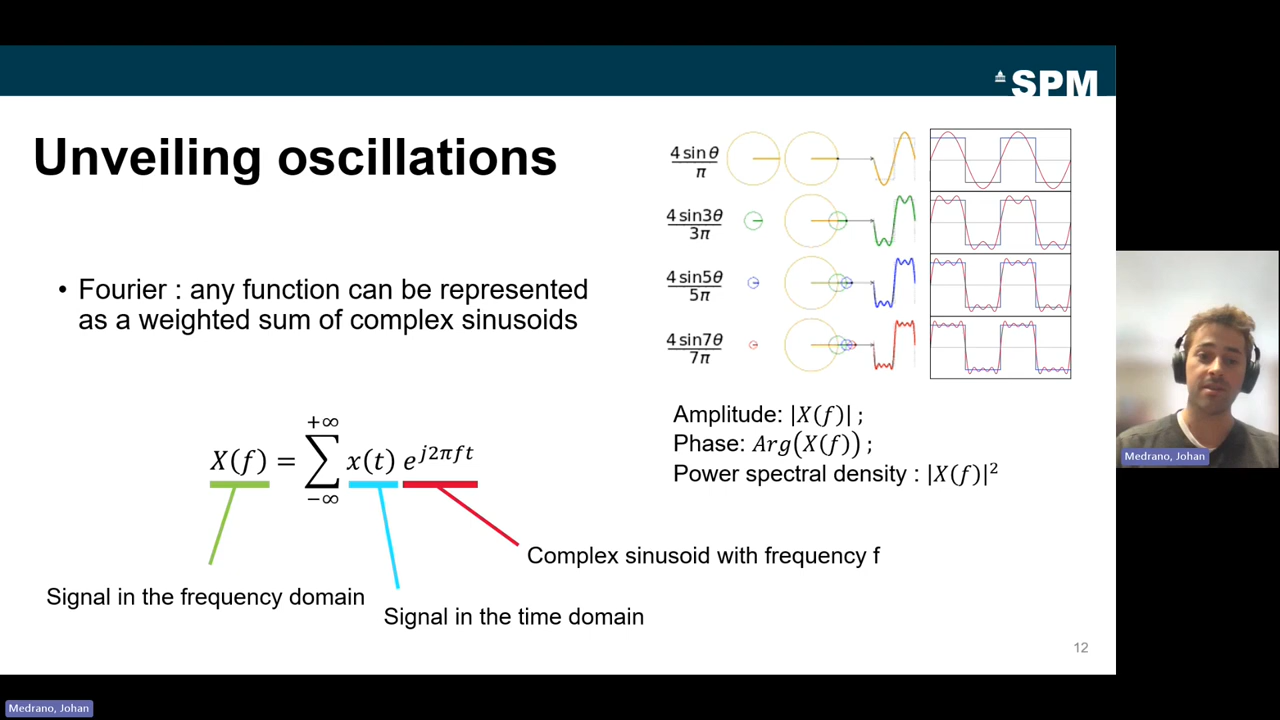 SPM
Unveiling oscillations
• Fourier : any function can be represented
as a weighted sum of complex sinusoids
4 sin θ
π
4 sin3θ
3π
4 sin5θ
5π
4 sin7θ
7π
Amplitude: |X(f)| ;
Phase: Arg(X(f)) ;
Power spectral density : |X(f)|²
+∞
X(f) = ∑ x(t) e^{j2πft}
−∞
Complex sinusoid with frequency f
Signal in the frequency domain
Signal in the time domain
12
Medrano, Johan
Medrano, Johan